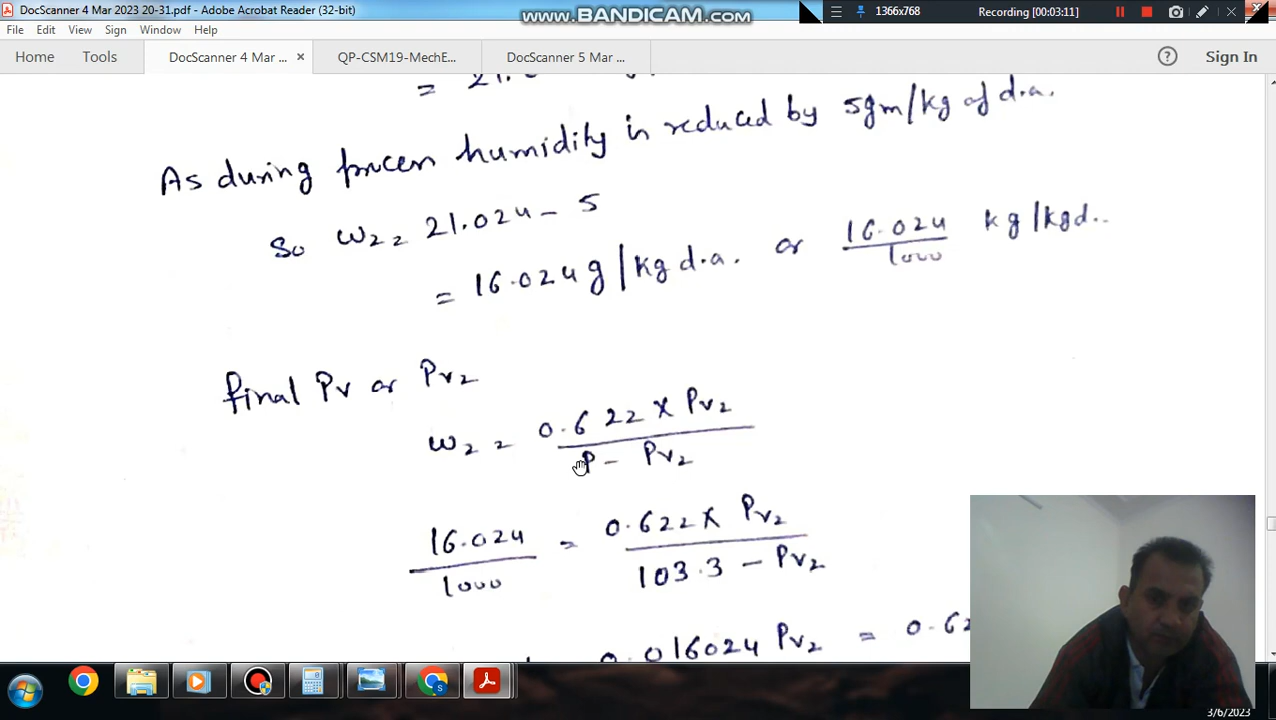 DocScanner 4 Mar 2023 20-31.pdf - Adobe Acrobat Reader (32-bit)
www.BANDICAM.com
1366x768
Recording [00:03:11]
File Edit View Sign Window Help
Home Tools DocScanner 4 Mar ... × QP-CSM19-MechE... DocScanner 5 Mar ... Sign In
As during process humidity is reduced by 5gm/kg of d.a.
So ω2 = 21.024 - 5
= 16.024 g/kg d.a. or 16.024/1000 kg/kgd..
final Pv or Pv2
ω2 = 0.622 × Pv2 / P - Pv2
16.024/1000 = 0.622 × Pv2 / 103.3 - Pv2
0.016024 Pv2 = 0.62
3/6/2023